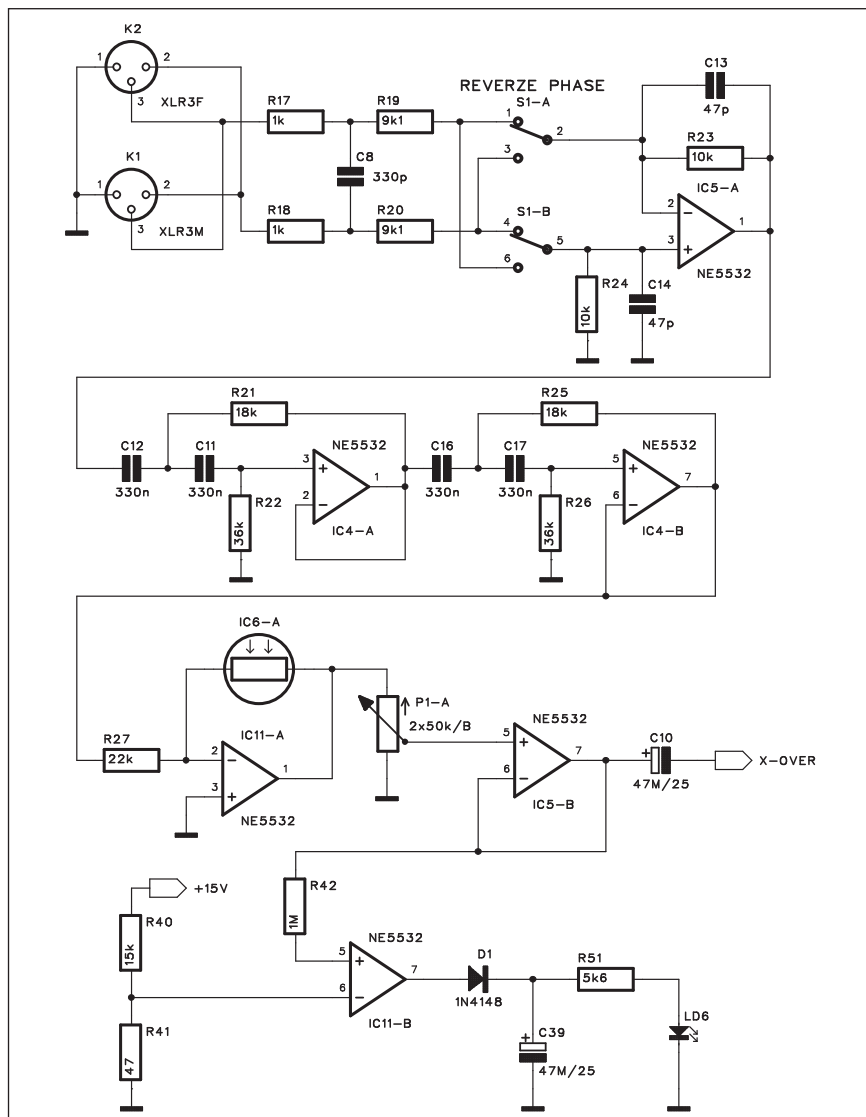 K2
1
2
3
XLR3F
K1
1
2
3
XLR3M
R17
1k
R19
9k1
C8
330p
R18
1k
R20
9k1
REVERZE PHASE
S1-A
1
2
3
S1-B
4
5
6
C13
47p
R23
10k
IC5-A
2
1
3
NE5532
R24
10k
C14
47p
R21
18k
C12
330n
C11
330n
NE5532
3
1
2
R22
36k
IC4-A
R25
18k
C16
330n
C17
330n
NE5532
5
7
6
R26
36k
IC4-B
IC6-A
R27
22k
IC11-A
2
1
3
NE5532
P1-A
2x50k/B
NE5532
5
7
6
IC5-B
C10
+
47M/25
X-OVER
+15V
R40
15k
R41
47
R42
1M
NE5532
5
7
6
IC11-B
D1
1N4148
R51
5k6
C39
+
47M/25
LD6